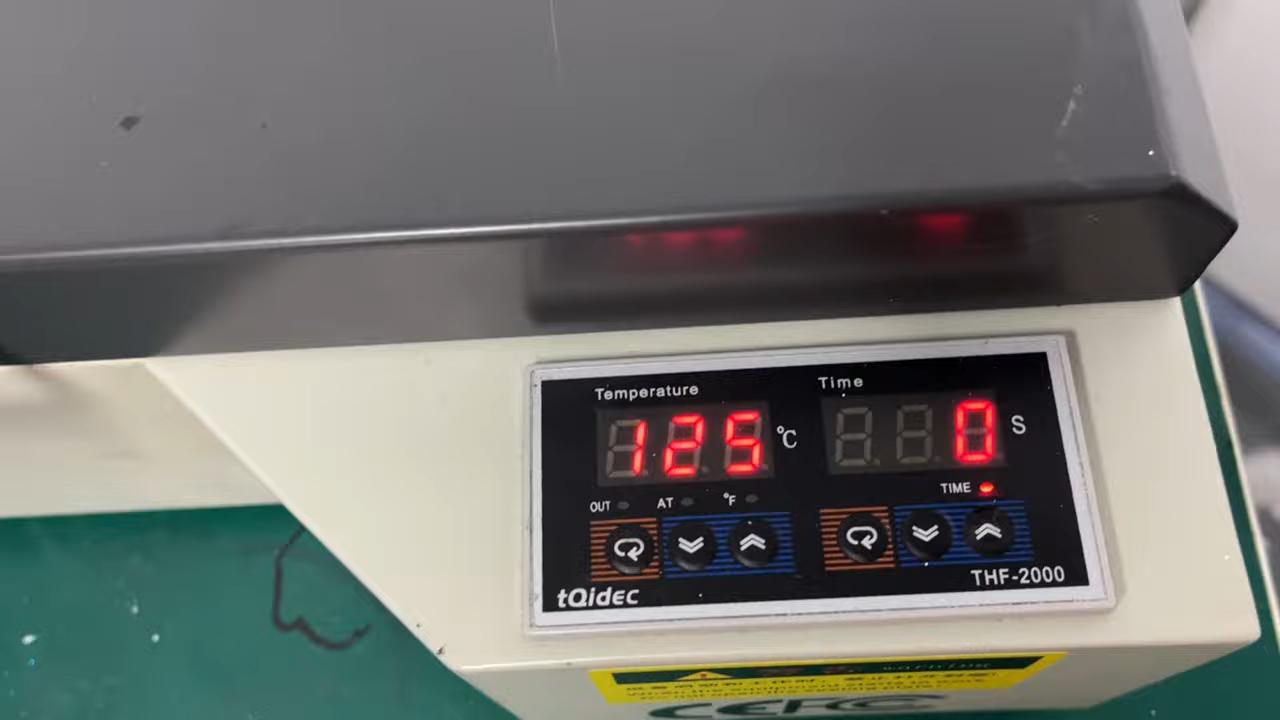 Temperature
Time
125 °C
0 S
OUT AT °F
TIME
tQidec
THF-2000